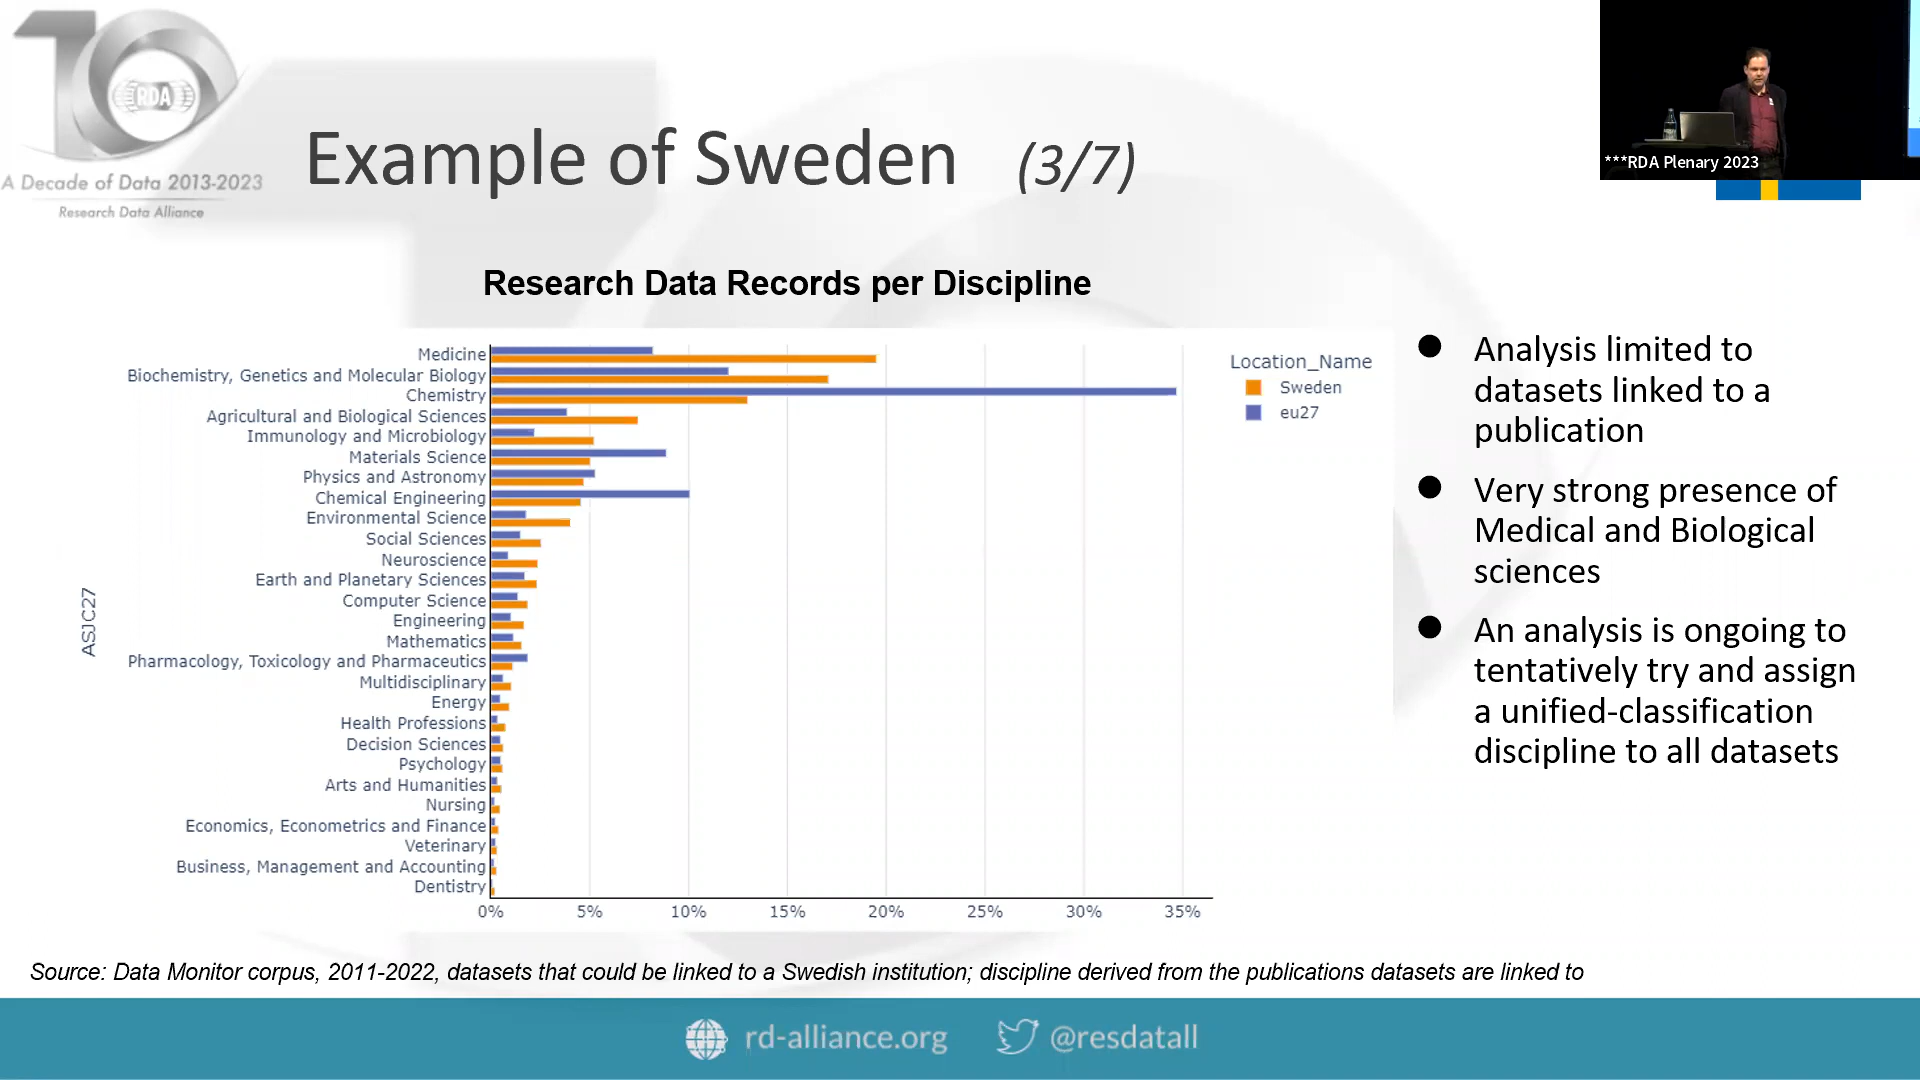 RDA
A Decade of Data 2013-2023
Research Data Alliance
Example of Sweden (3/7)
***RDA Plenary 2023
Research Data Records per Discipline
ASJC27
Medicine
Biochemistry, Genetics and Molecular Biology
Chemistry
Agricultural and Biological Sciences
Immunology and Microbiology
Materials Science
Physics and Astronomy
Chemical Engineering
Environmental Science
Social Sciences
Neuroscience
Earth and Planetary Sciences
Computer Science
Engineering
Mathematics
Pharmacology, Toxicology and Pharmaceutics
Multidisciplinary
Energy
Health Professions
Decision Sciences
Psychology
Arts and Humanities
Nursing
Economics, Econometrics and Finance
Veterinary
Business, Management and Accounting
Dentistry
0% 5% 10% 15% 20% 25% 30% 35%
Location_Name
Sweden
eu27
● Analysis limited to
datasets linked to a
publication
● Very strong presence of
Medical and Biological
sciences
● An analysis is ongoing to
tentatively try and assign
a unified-classification
discipline to all datasets
Source: Data Monitor corpus, 2011-2022, datasets that could be linked to a Swedish institution; discipline derived from the publications datasets are linked to
rd-alliance.org @resdatall